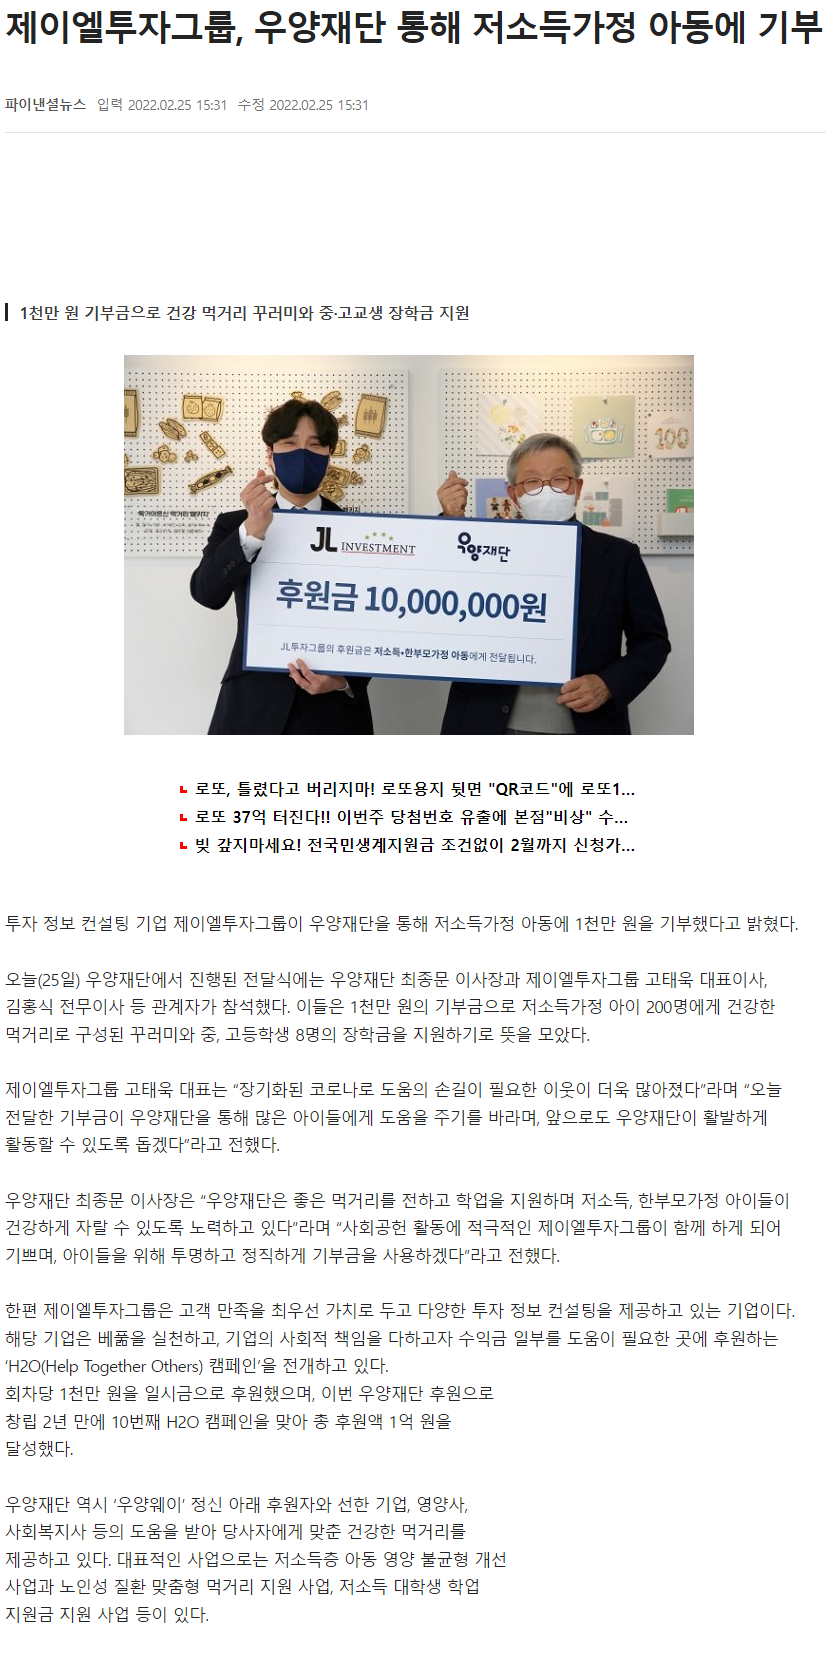 제이엘투자그룹, 우양재단 통해 저소득가정 아동에 기부
파이낸셜뉴스 입력 2022.02.25 15:31 수정 2022.02.25 15:31
1천만 원 기부금으로 건강 먹거리 꾸러미와 중·고교생 장학금 지원
100
JL INVESTMENT 우양재단
후원금 10,000,000원
JL투자그룹의 후원금은 저소득•한부모가정 아동에게 전달됩니다.
로또, 틀렸다고 버리지마! 로또용지 뒷면 "QR코드"에 로또1...
로또 37억 터진다!! 이번주 당첨번호 유출에 본점"비상" 수...
빚 갚지마세요! 전국민생계지원금 조건없이 2월까지 신청가...
투자 정보 컨설팅 기업 제이엘투자그룹이 우양재단을 통해 저소득가정 아동에 1천만 원을 기부했다고 밝혔다.
오늘(25일) 우양재단에서 진행된 전달식에는 우양재단 최종문 이사장과 제이엘투자그룹 고태욱 대표이사,
김홍식 전무이사 등 관계자가 참석했다. 이들은 1천만 원의 기부금으로 저소득가정 아이 200명에게 건강한
먹거리로 구성된 꾸러미와 중, 고등학생 8명의 장학금을 지원하기로 뜻을 모았다.
제이엘투자그룹 고태욱 대표는 “장기화된 코로나로 도움의 손길이 필요한 이웃이 더욱 많아졌다”라며 “오늘
전달한 기부금이 우양재단을 통해 많은 아이들에게 도움을 주기를 바라며, 앞으로도 우양재단이 활발하게
활동할 수 있도록 돕겠다”라고 전했다.
우양재단 최종문 이사장은 “우양재단은 좋은 먹거리를 전하고 학업을 지원하며 저소득, 한부모가정 아이들이
건강하게 자랄 수 있도록 노력하고 있다”라며 “사회공헌 활동에 적극적인 제이엘투자그룹이 함께 하게 되어
기쁘며, 아이들을 위해 투명하고 정직하게 기부금을 사용하겠다”라고 전했다.
한편 제이엘투자그룹은 고객 만족을 최우선 가치로 두고 다양한 투자 정보 컨설팅을 제공하고 있는 기업이다.
해당 기업은 베풂을 실천하고, 기업의 사회적 책임을 다하고자 수익금 일부를 도움이 필요한 곳에 후원하는
‘H2O(Help Together Others) 캠페인’을 전개하고 있다.
회차당 1천만 원을 일시금으로 후원했으며, 이번 우양재단 후원으로
창립 2년 만에 10번째 H2O 캠페인을 맞아 총 후원액 1억 원을
달성했다.
우양재단 역시 ‘우양웨이’ 정신 아래 후원자와 선한 기업, 영양사,
사회복지사 등의 도움을 받아 당사자에게 맞춘 건강한 먹거리를
제공하고 있다. 대표적인 사업으로는 저소득층 아동 영양 불균형 개선
사업과 노인성 질환 맞춤형 먹거리 지원 사업, 저소득 대학생 학업
지원금 지원 사업 등이 있다.